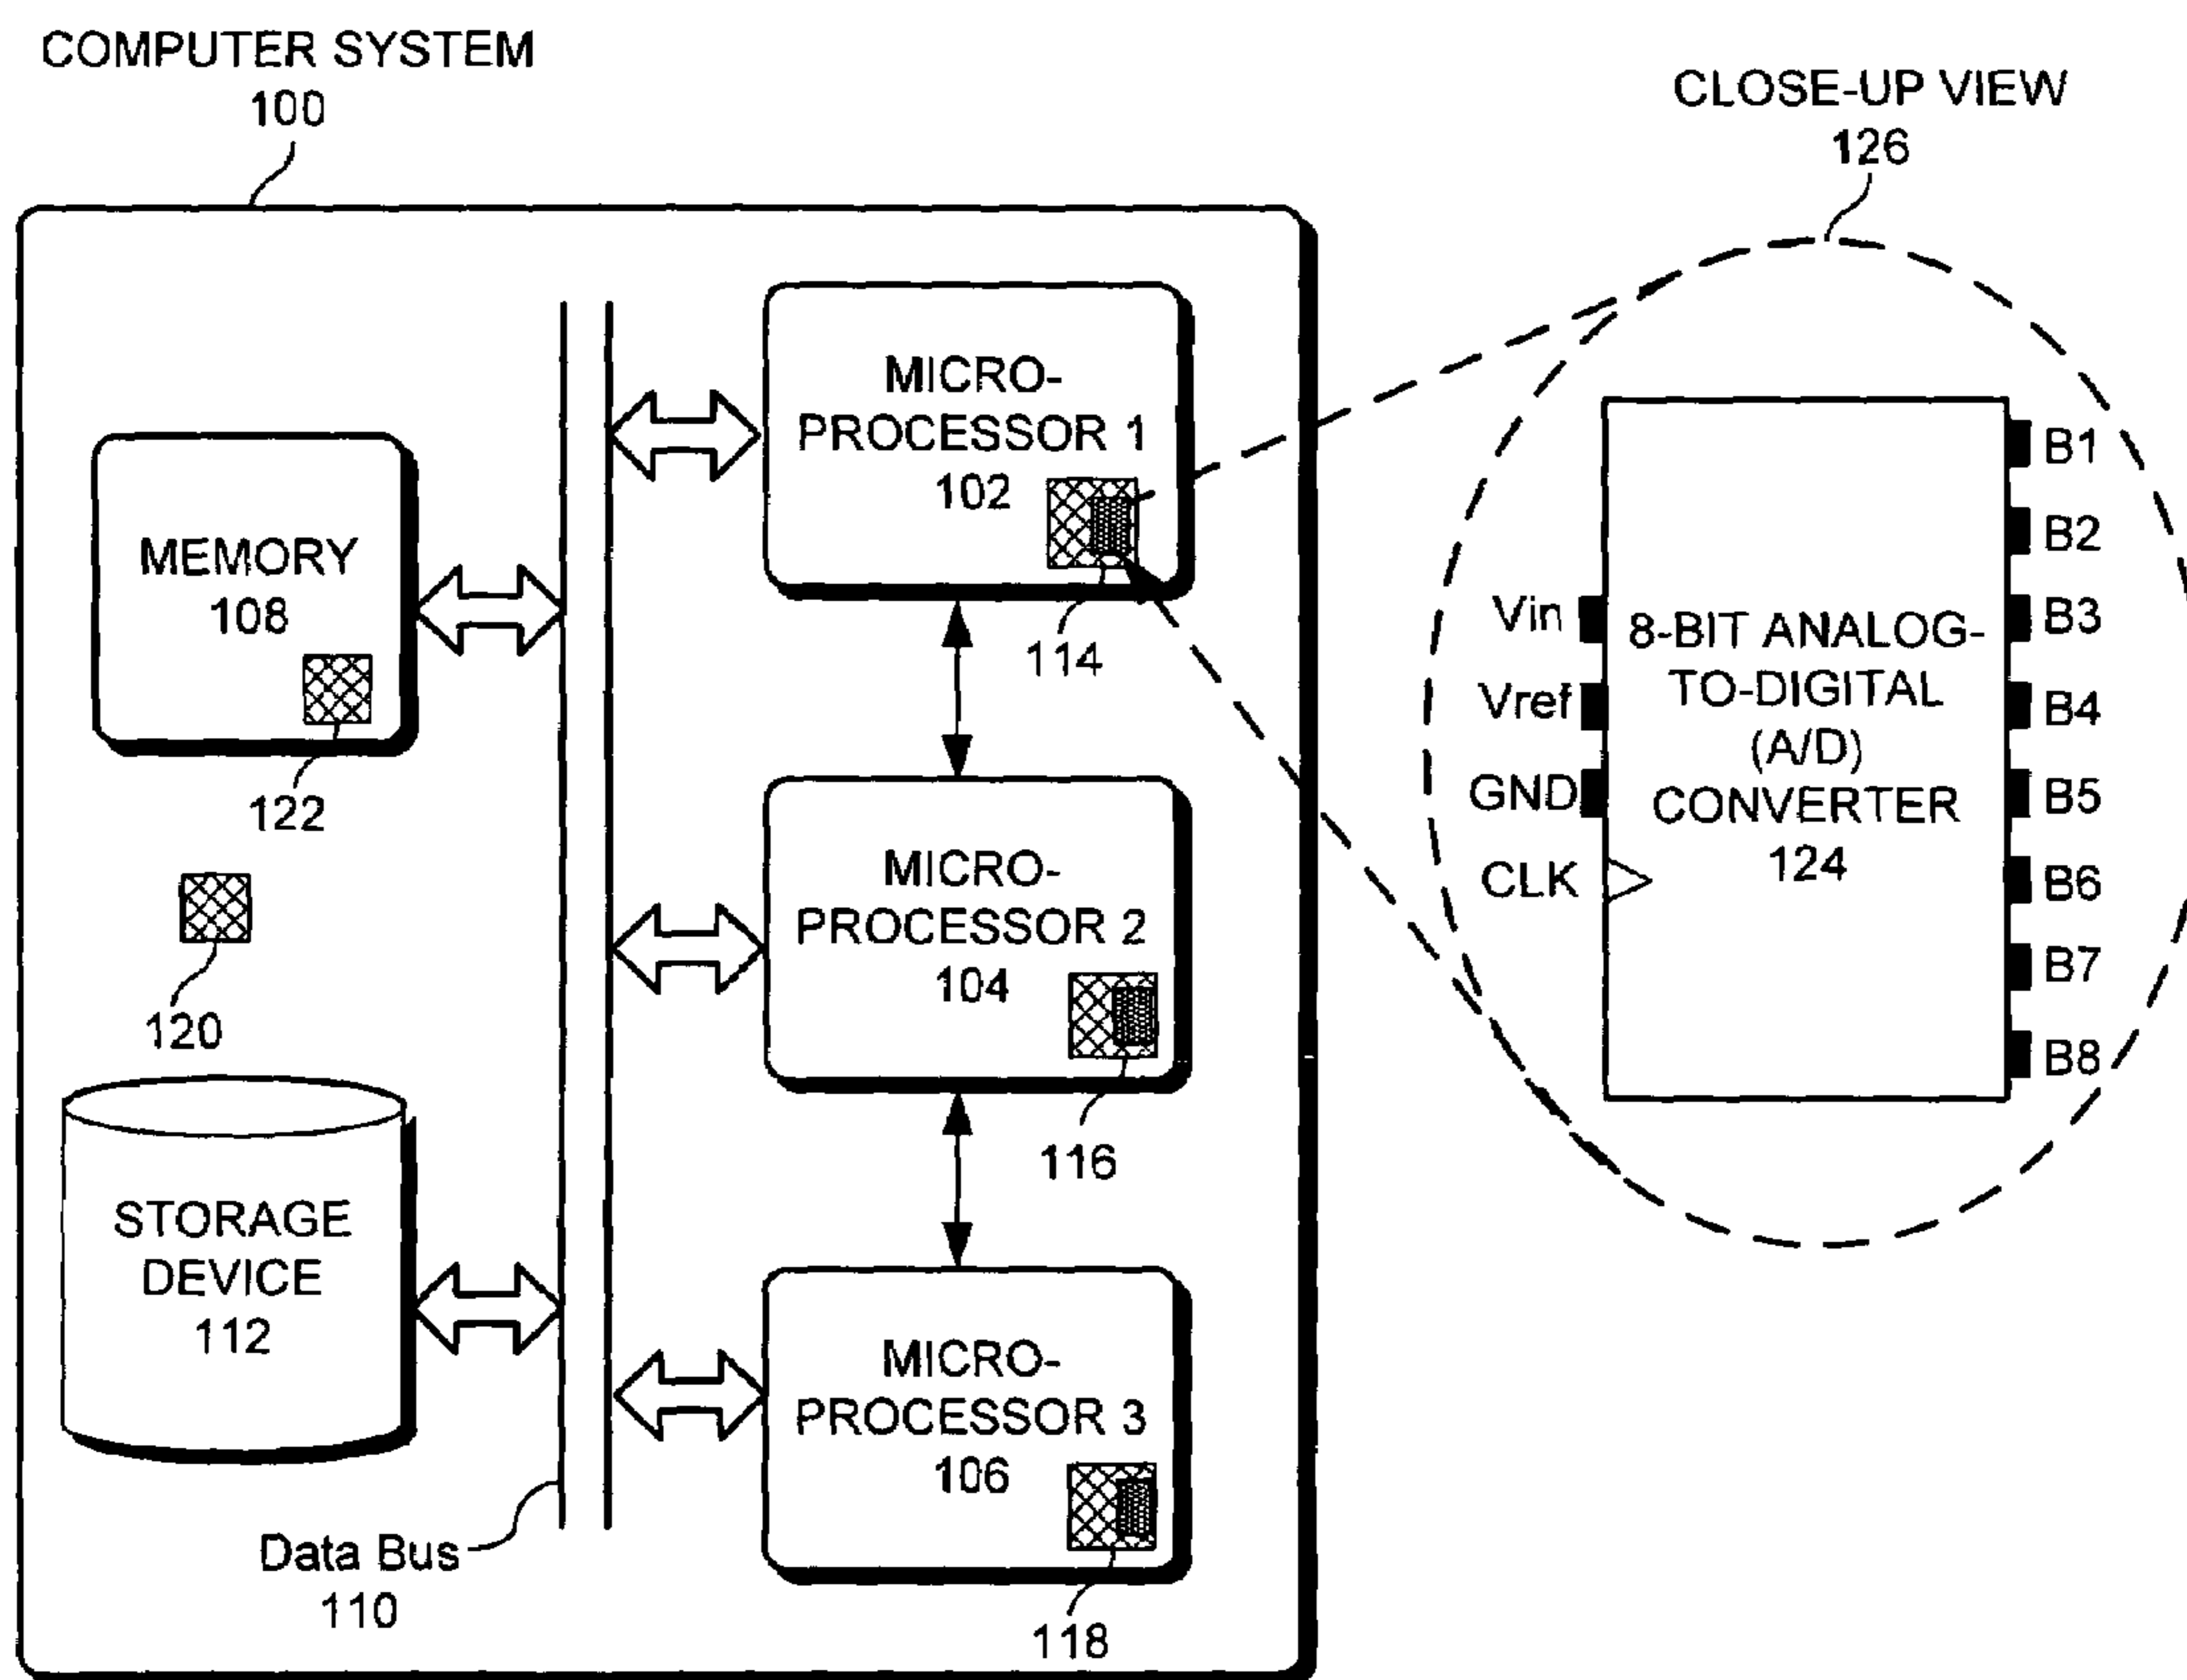 COMPUTER SYSTEM
100
CLOSE-UP VIEW
126
MICRO-
PROCESSOR 1
102
114
MEMORY
108
122
120
MICRO-
PROCESSOR 2
104
116
STORAGE
DEVICE
112
MICRO-
PROCESSOR 3
106
118
Data Bus
110
Vin
Vref
GND
CLK
8-BIT ANALOG-
TO-DIGITAL
(A/D)
CONVERTER
124
B1
B2
B3
B4
B5
B6
B7
B8